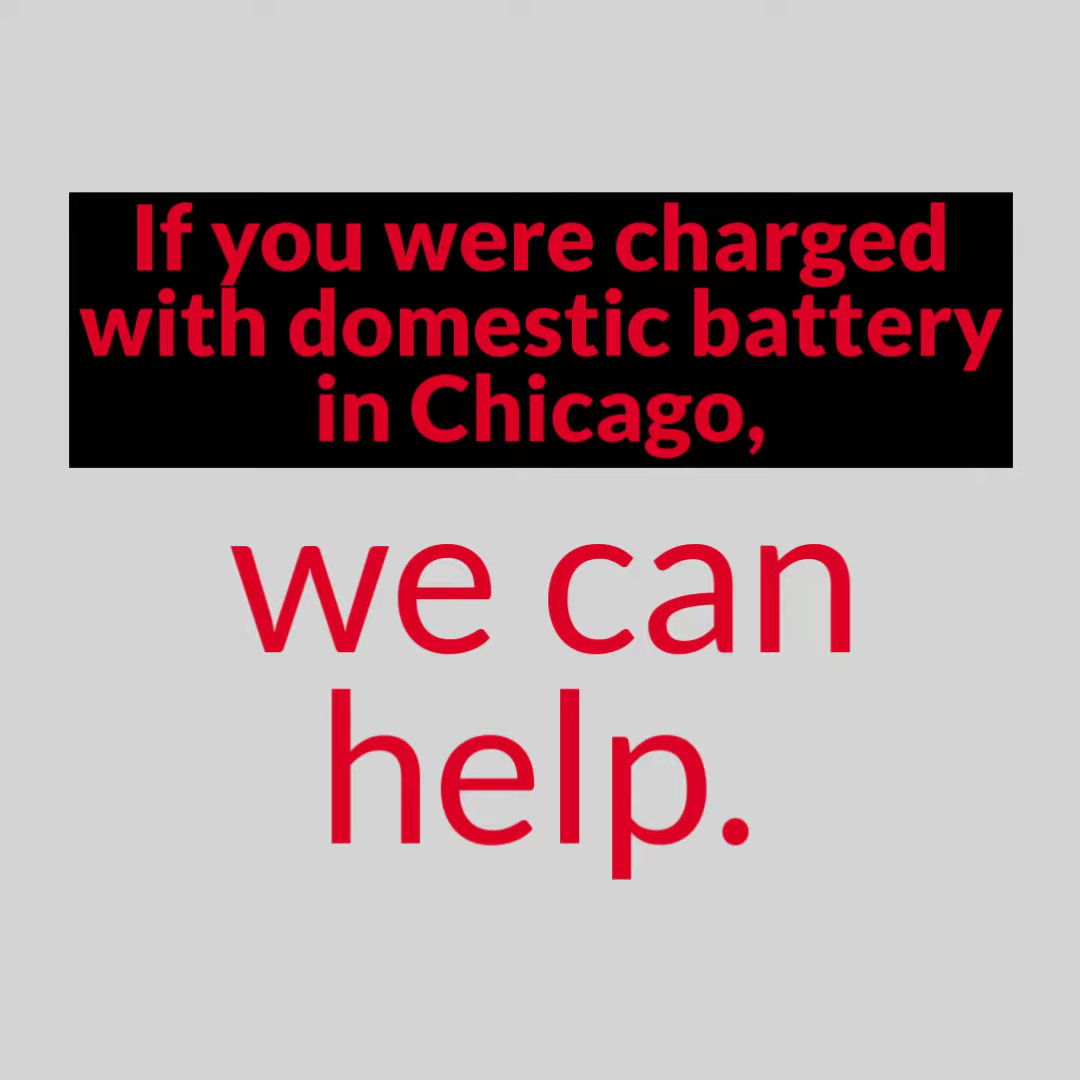 If you were charged
with domestic battery
in Chicago,
we can
help.